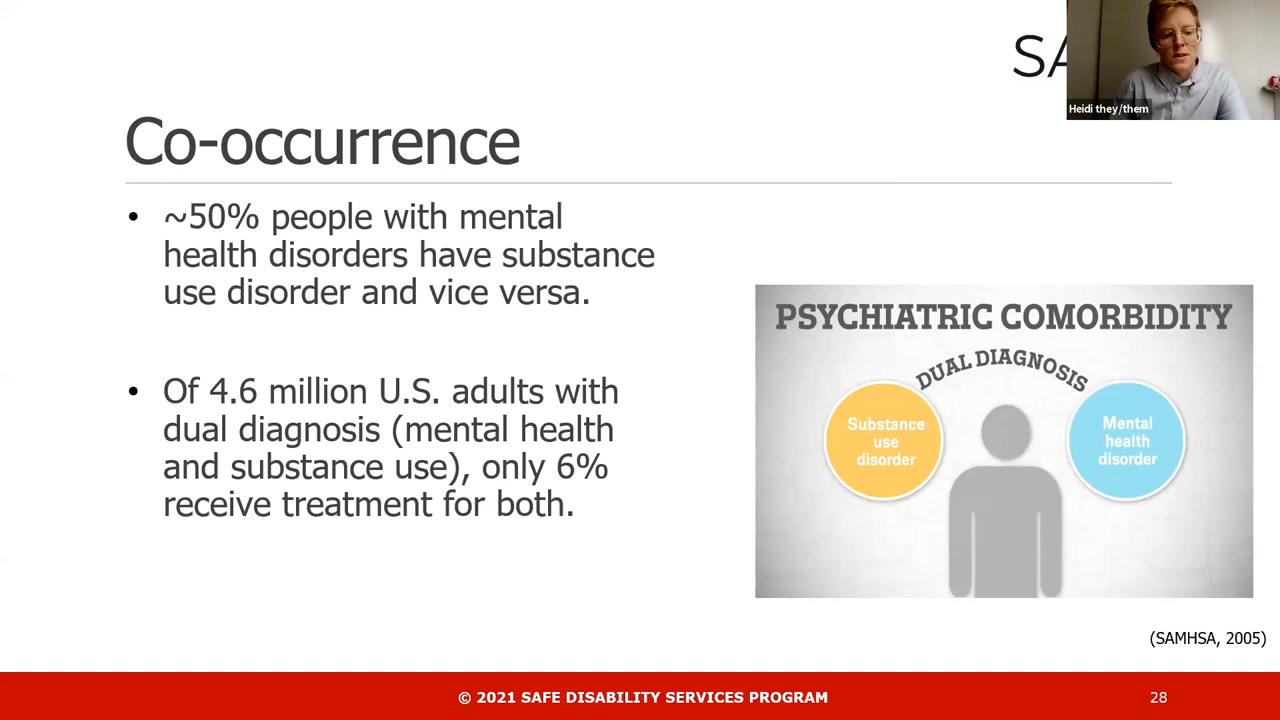 SA
Heidi they/them
Co-occurrence
• ~50% people with mental
health disorders have substance
use disorder and vice versa.
• Of 4.6 million U.S. adults with
dual diagnosis (mental health
and substance use), only 6%
receive treatment for both.
PSYCHIATRIC COMORBIDITY
DUAL DIAGNOSIS
Substance
use
disorder
Mental
health
disorder
(SAMHSA, 2005)
© 2021 SAFE DISABILITY SERVICES PROGRAM
28